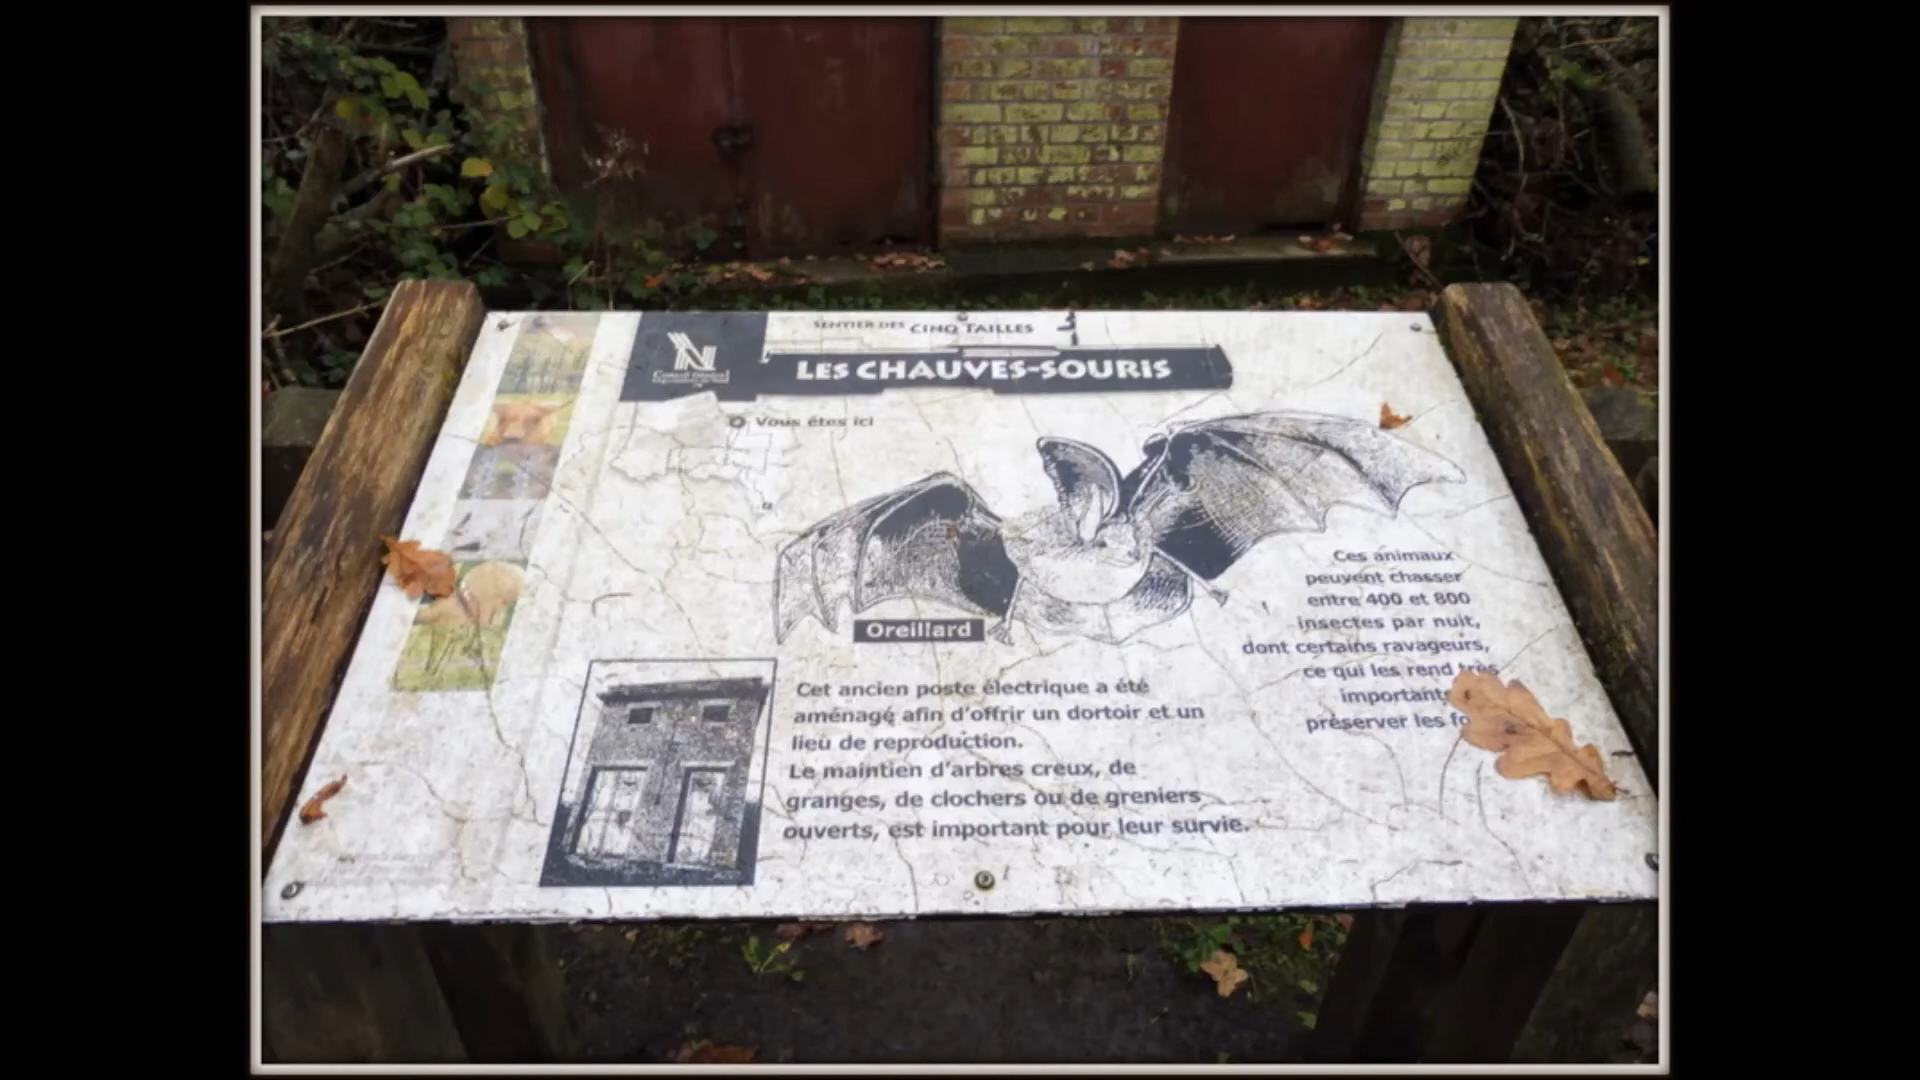 SENTIER DES CINQ TAILLES
LES CHAUVES-SOURIS
Conseil Général
Vous êtes ici
Oreillard
Ces animaux
peuvent chasser
entre 400 et 800
insectes par nuit,
dont certains ravageurs,
ce qui les rend très
important
préserver les
Cet ancien poste électrique a été
aménagé afin d'offrir un dortoir et un
lieu de reproduction.
Le maintien d'arbres creux, de
granges, de clochers ou de greniers
ouverts, est important pour leur survie.